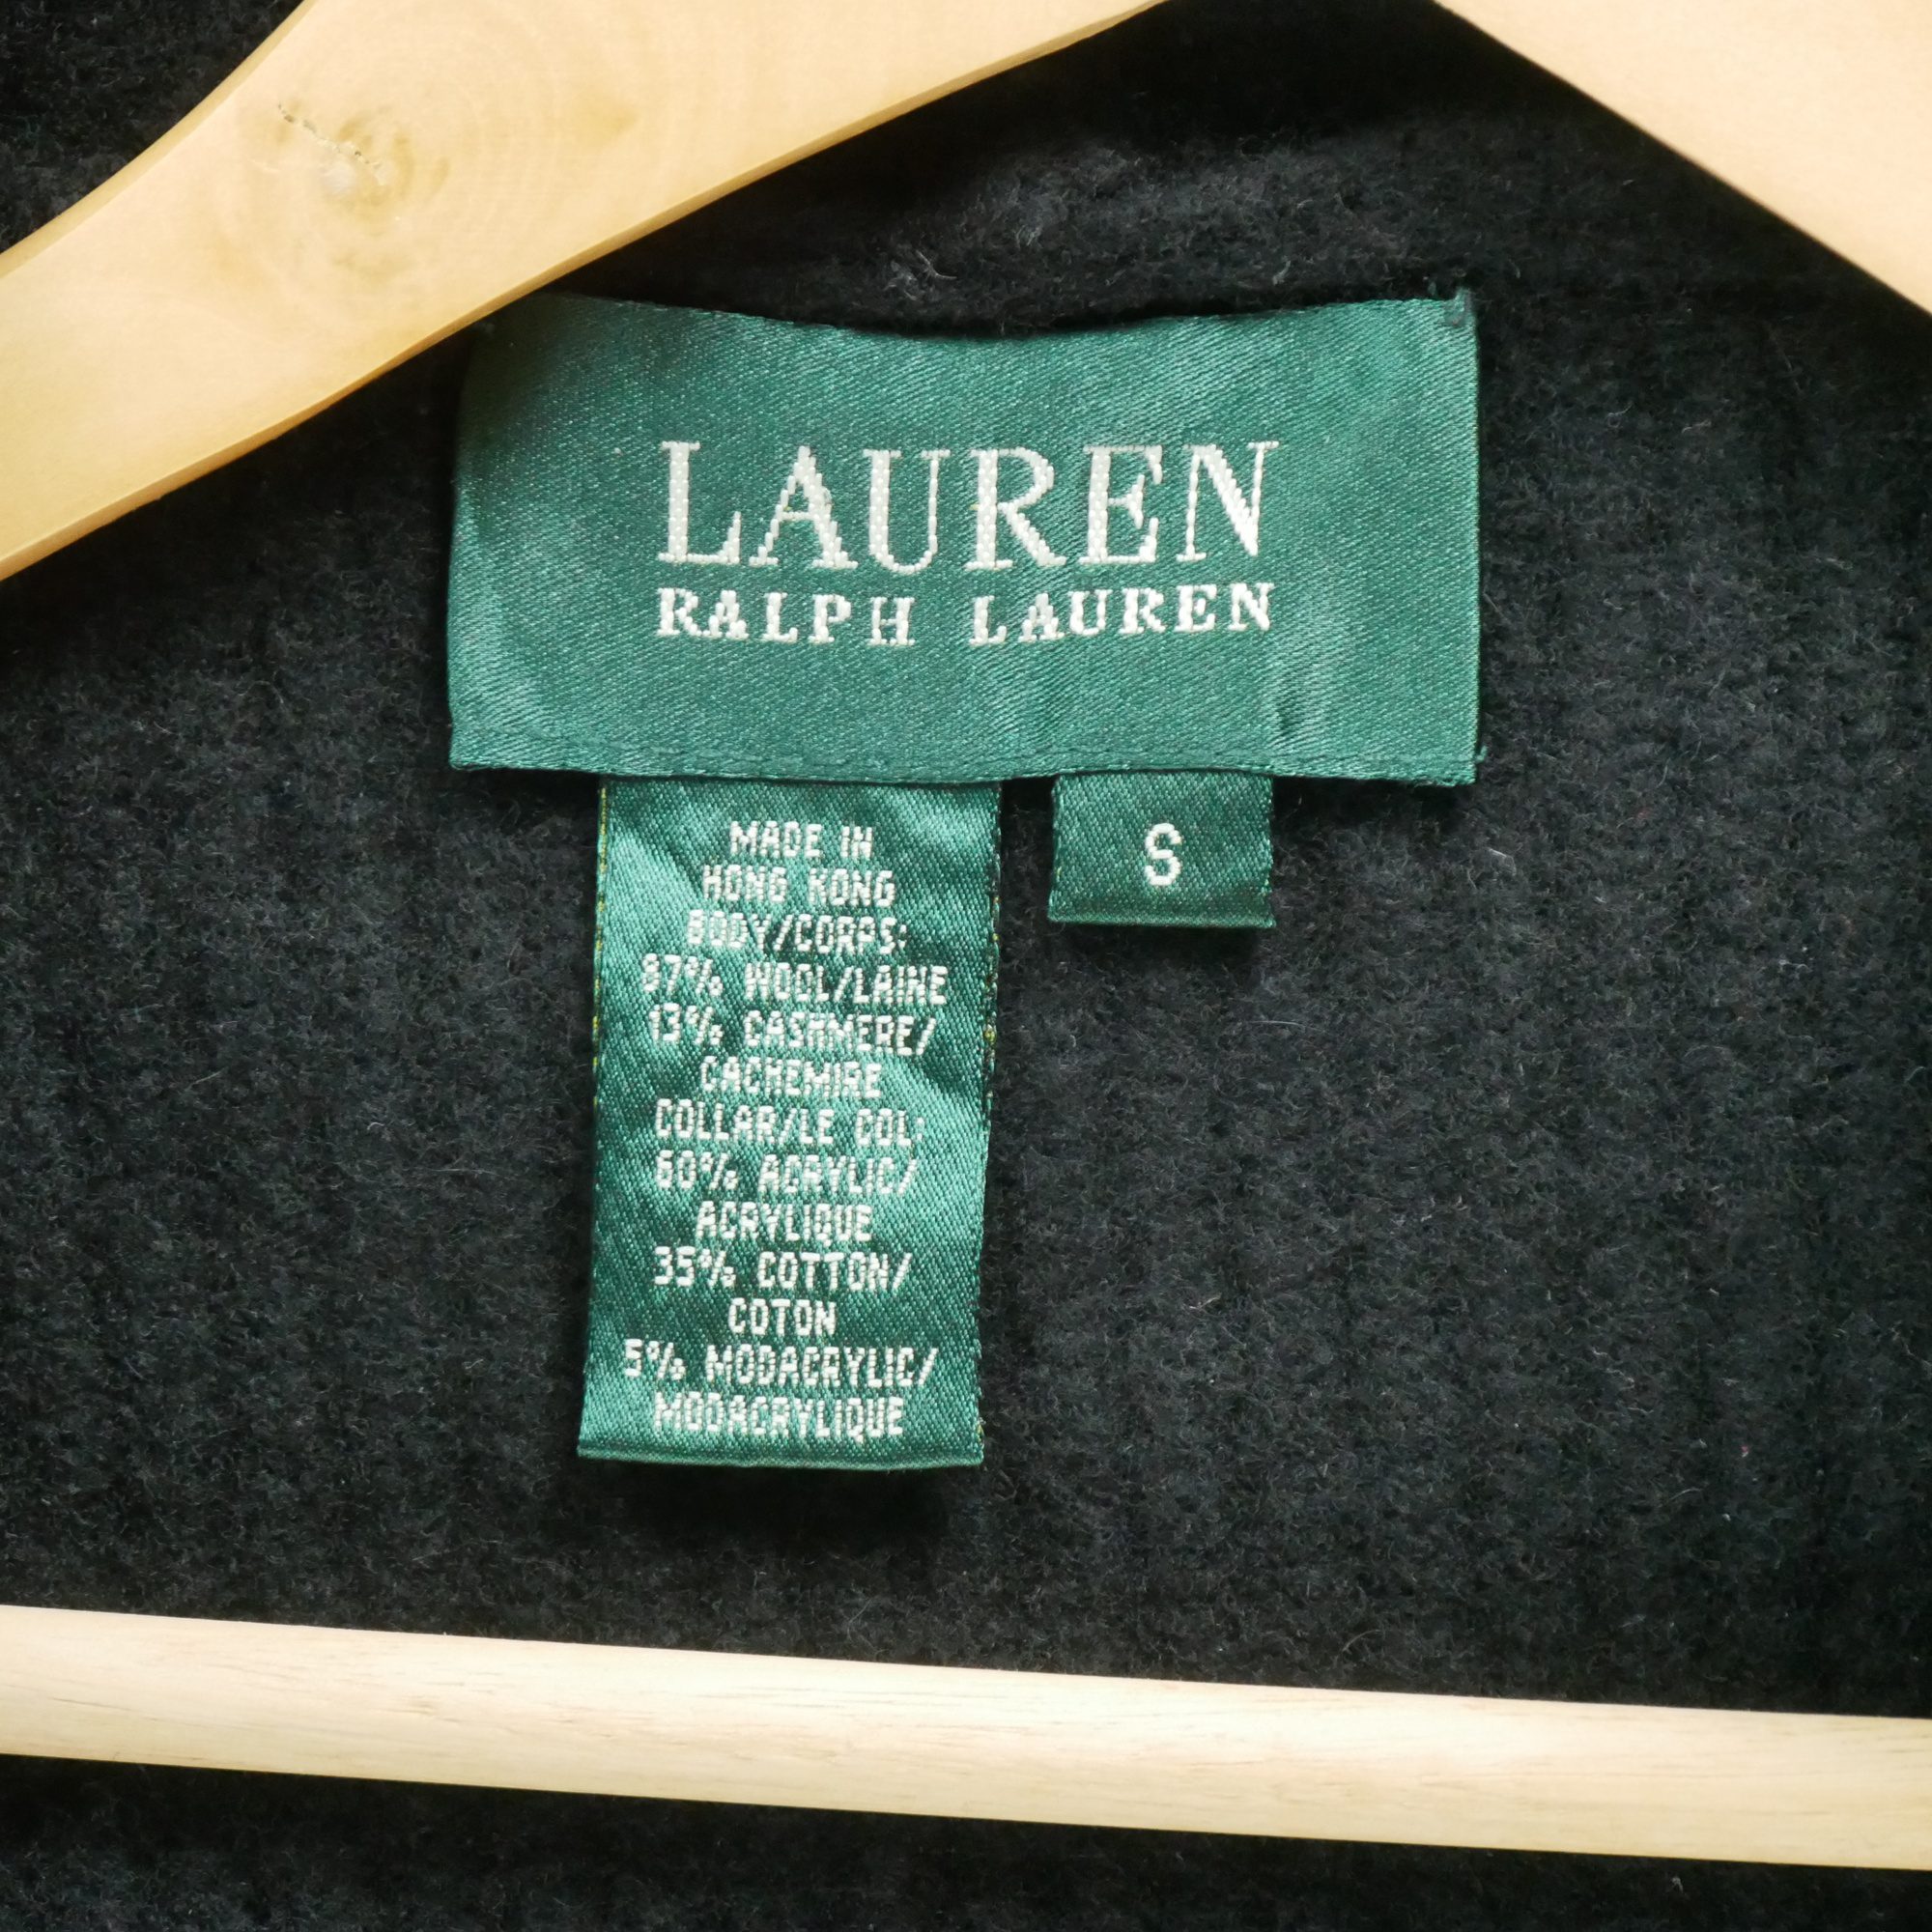 LAUREN
RALPH LAUREN
S
MADE IN
HONG KONG
BODY/CORPS:
87% WOOL/LAINE
13% CASHMERE/
CACHEMIRE
COLLAR/LE COL:
60% ACRYLIC/
ACRYLIQUE
35% COTTON/
COTON
5% MODACRYLIC/
MODACRYLIQUE